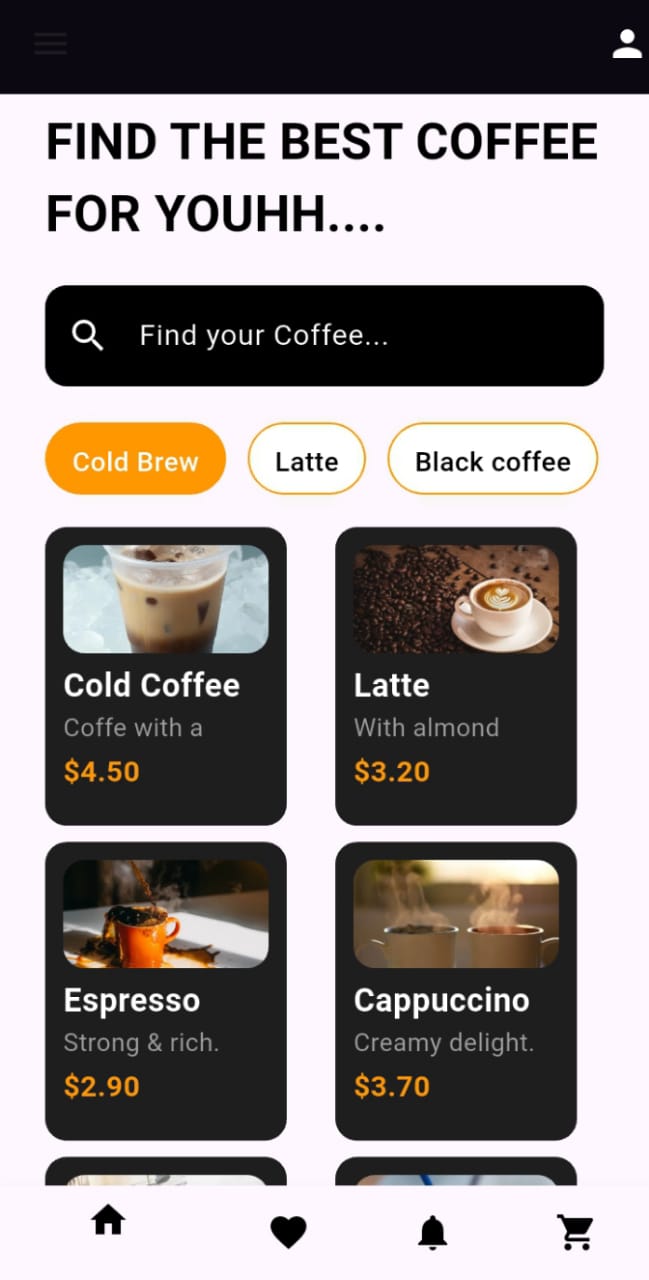 FIND THE BEST COFFEE
FOR YOUHH....
Find your Coffee...
Cold Brew
Latte
Black coffee
Cold Coffee
Coffe with a
$4.50
Latte
With almond
$3.20
Espresso
Strong & rich.
$2.90
Cappuccino
Creamy delight.
$3.70